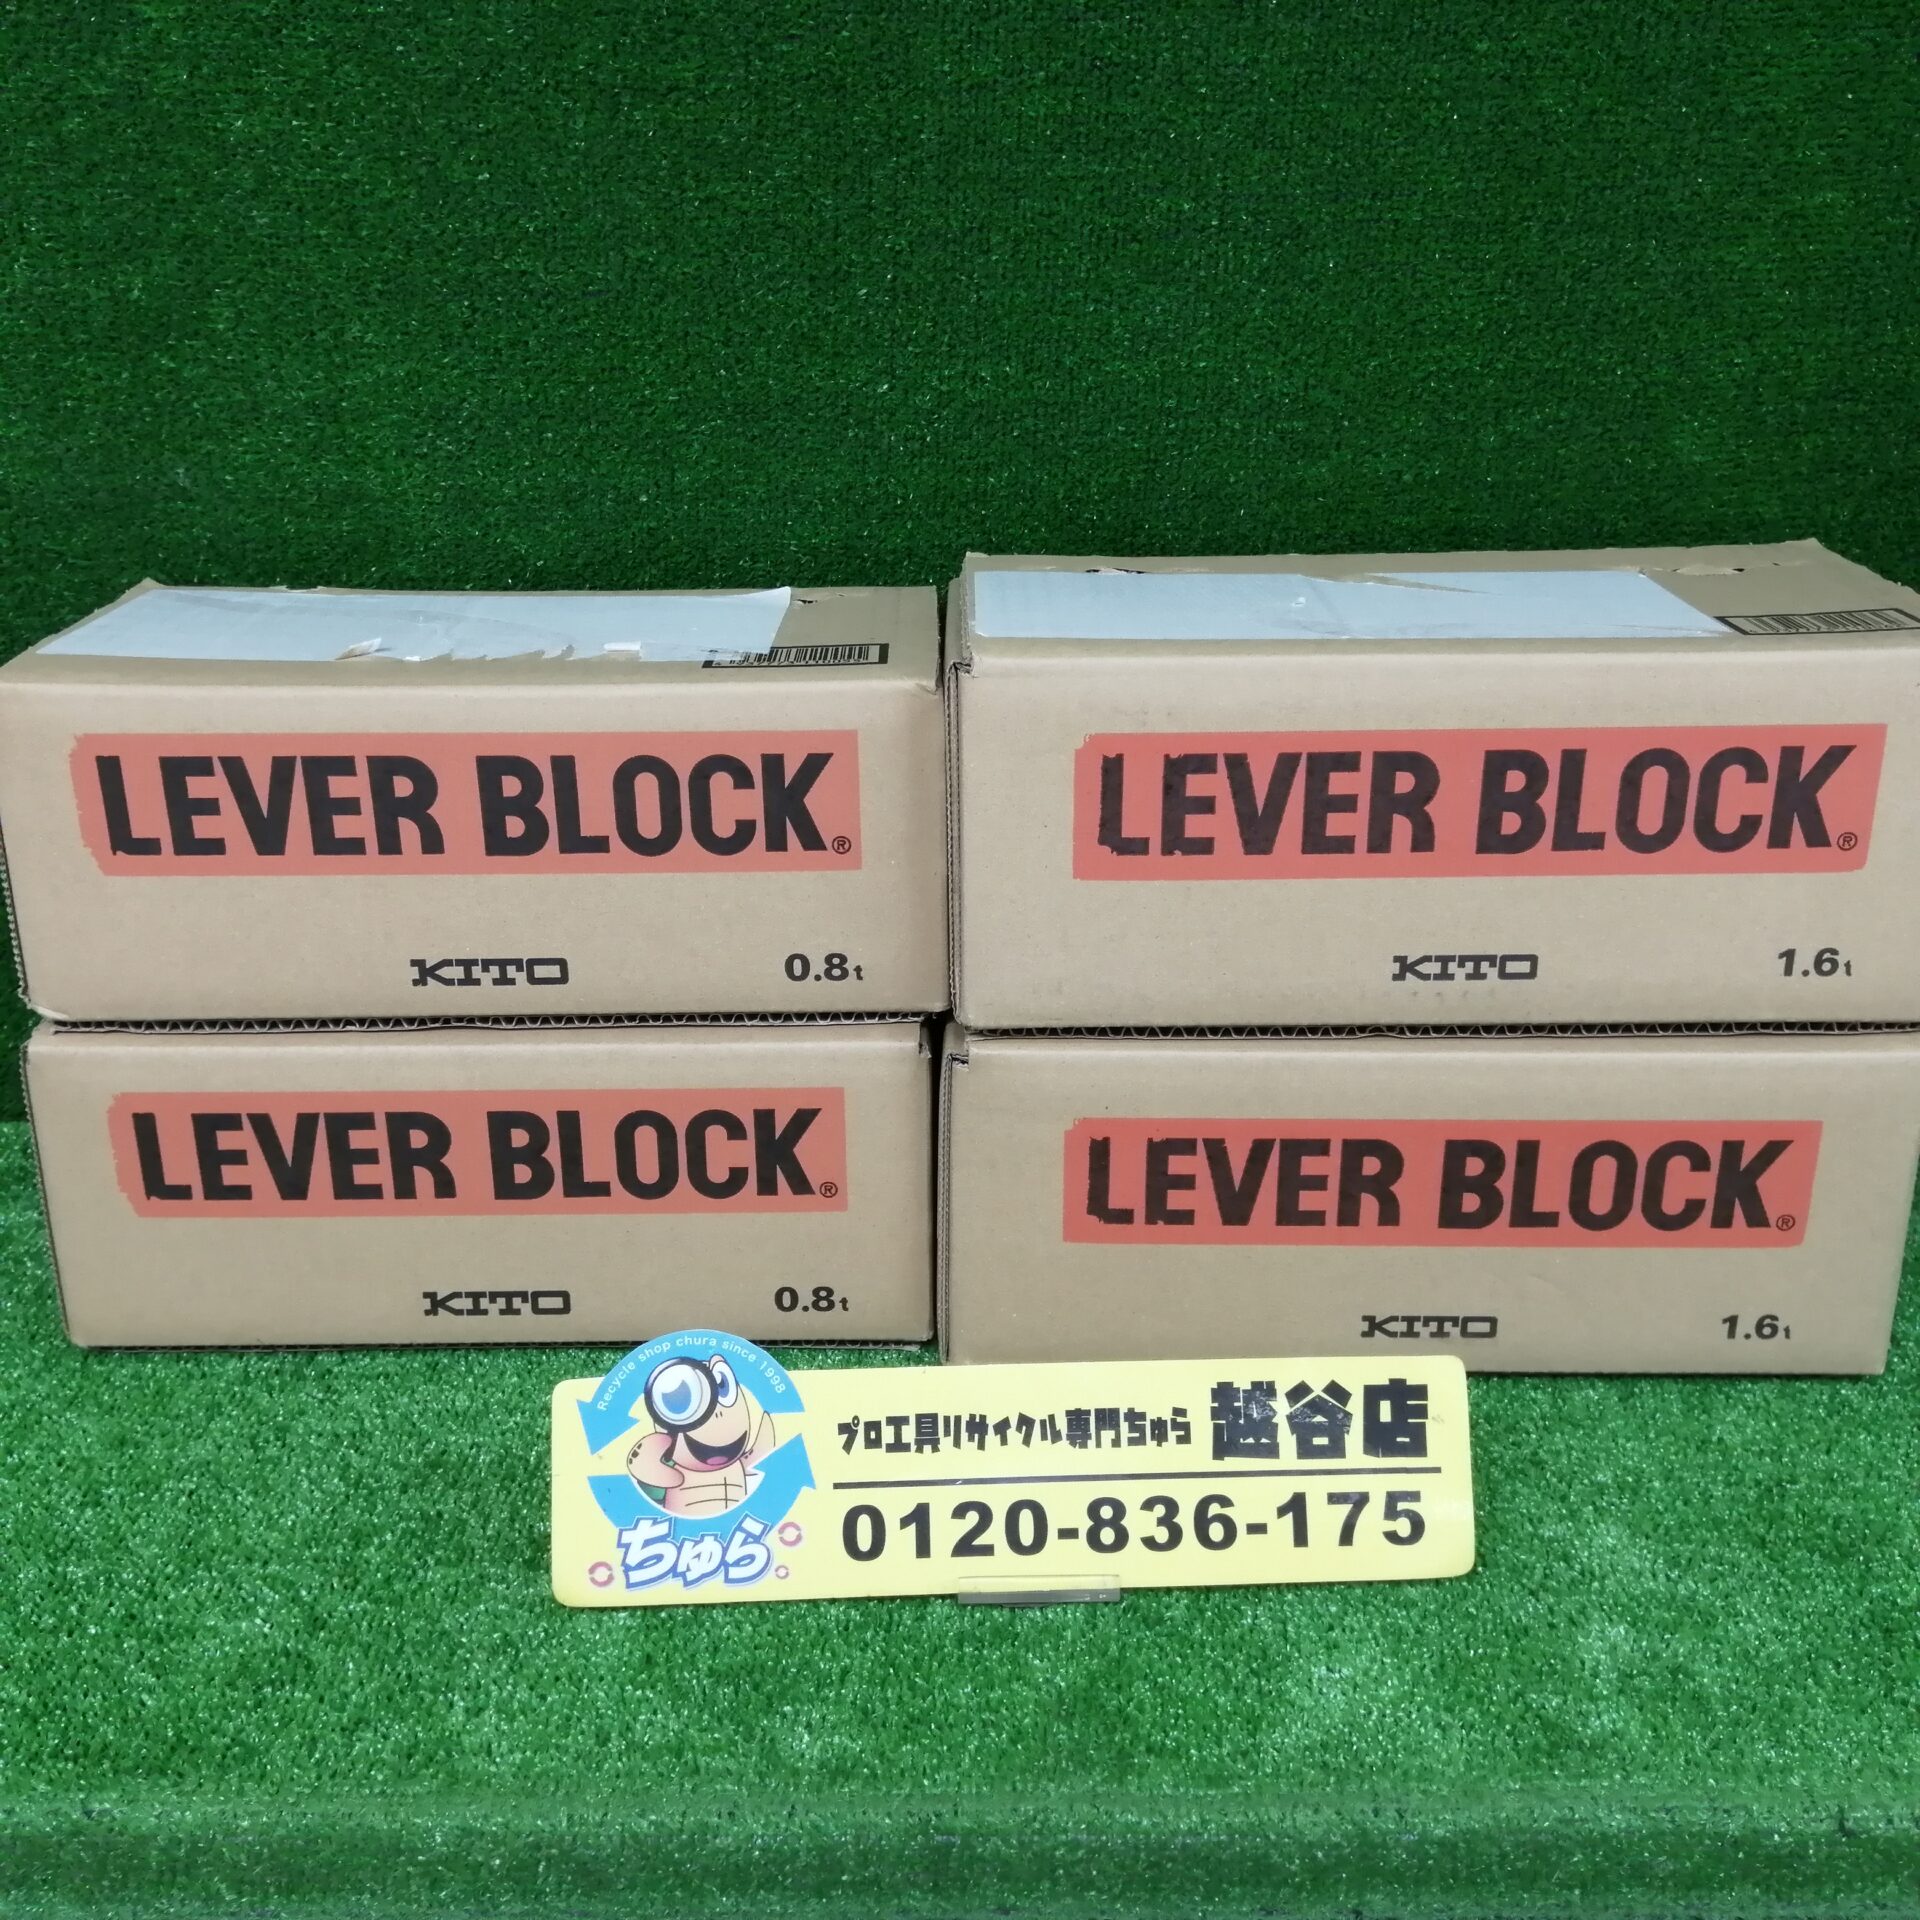 LEVER BLOCK®
KITO 0.8t
LEVER BLOCK®
KITO 1.6t
LEVER BLOCK®
KITO 0.8t
LEVER BLOCK®
KITO 1.6t
Recycle shop chura since 1998
ちゅら
プロ工具リサイクル専門ちゅら 越谷店
0120-836-175